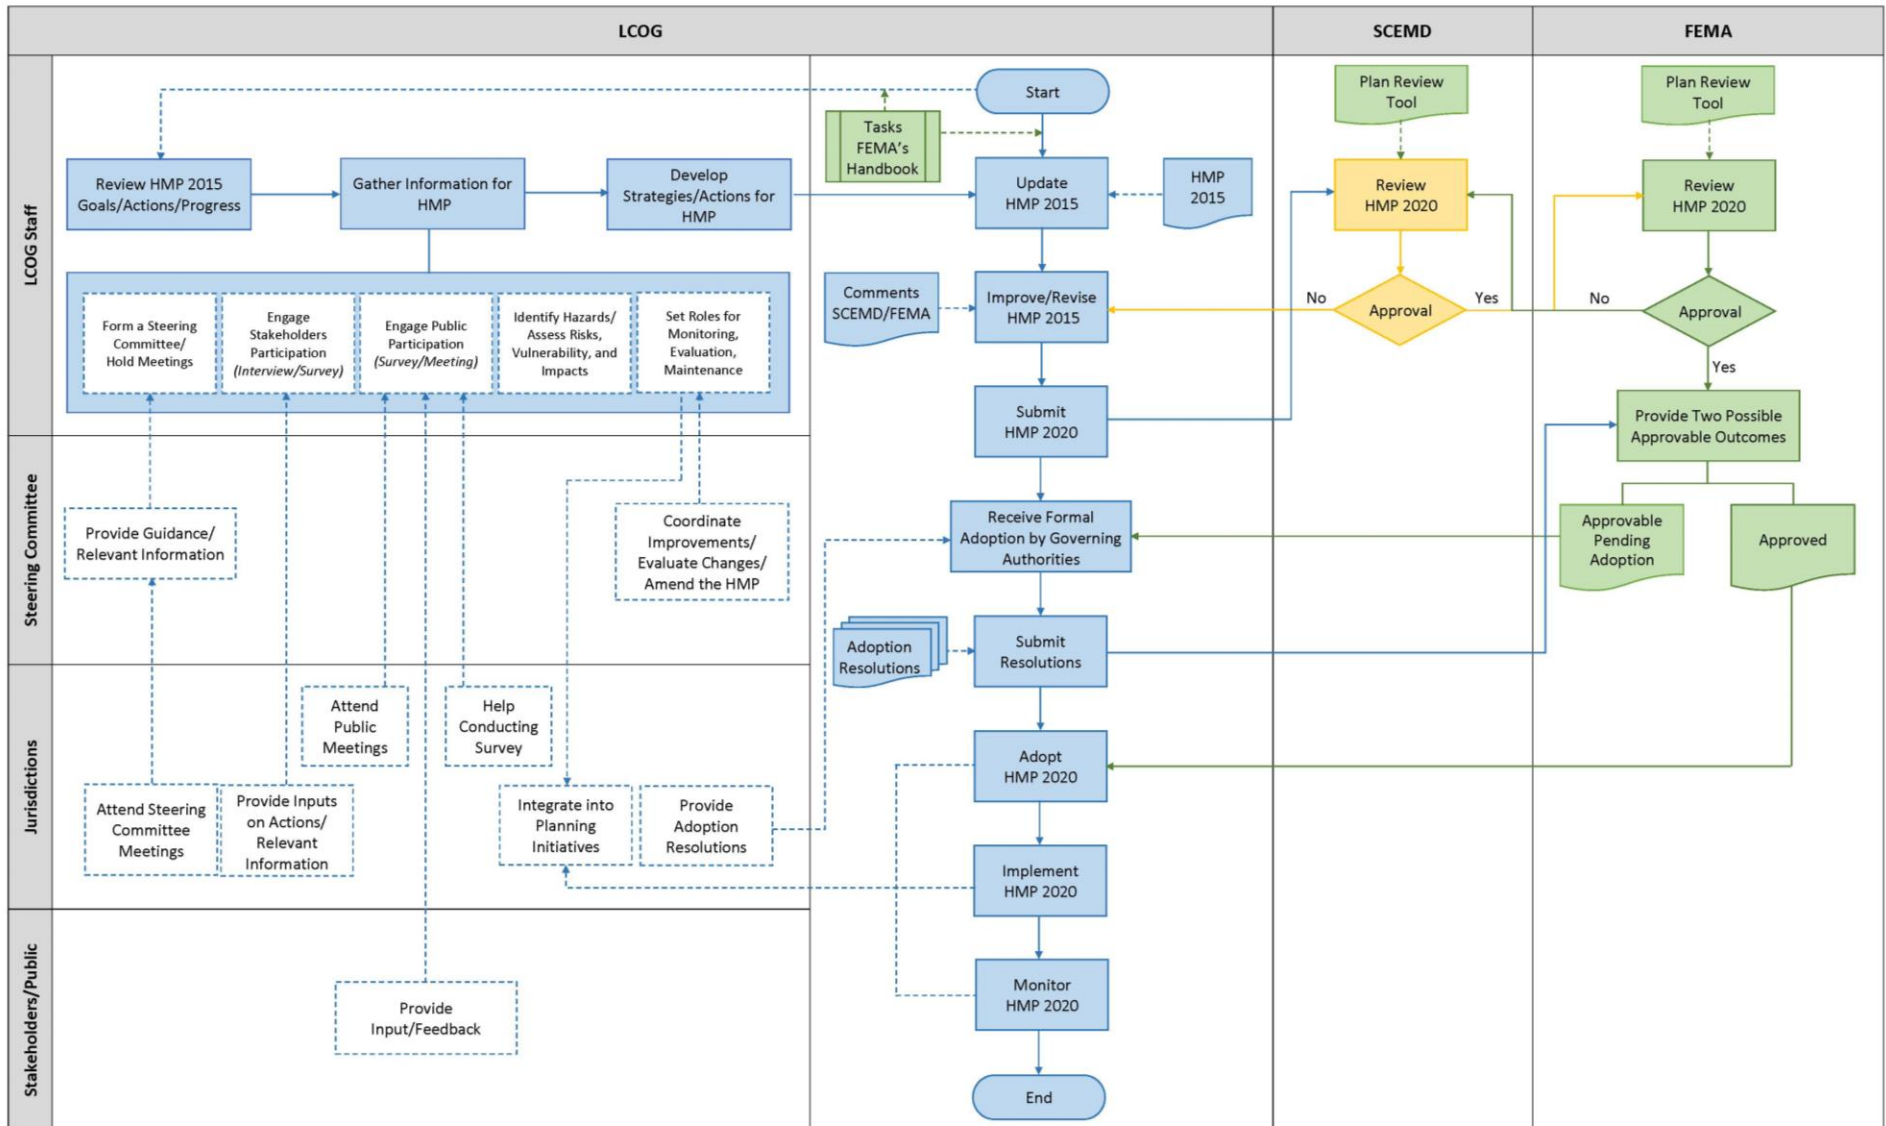 LCOG
SCEMD
FEMA
LCOG Staff
Steering Committee
Jurisdictions
Stakeholders/Public
Start
Tasks
FEMA's
Handbook
Review HMP 2015
Goals/Actions/Progress
Gather Information for
HMP
Develop
Strategies/Actions for
HMP
Update
HMP 2015
HMP
2015
Form a Steering
Committee/
Hold Meetings
Engage
Stakeholders
Participation
(Interview/Survey)
Engage Public
Participation
(Survey/Meeting)
Identify Hazards/
Assess Risks,
Vulnerability, and
Impacts
Set Roles for
Monitoring,
Evaluation,
Maintenance
Comments
SCEMD/FEMA
Improve/Revise
HMP 2015
Submit
HMP 2020
Plan Review
Tool
Review
HMP 2020
No
Approval
Yes
Plan Review
Tool
Review
HMP 2020
No
Approval
Yes
Provide Two Possible
Approvable Outcomes
Approvable
Pending
Adoption
Approved
Provide Guidance/
Relevant Information
Coordinate
Improvements/
Evaluate Changes/
Amend the HMP
Receive Formal
Adoption by Governing
Authorities
Adoption
Resolutions
Submit
Resolutions
Attend
Public
Meetings
Help
Conducting
Survey
Attend Steering
Committee
Meetings
Provide Inputs
on Actions/
Relevant
Information
Integrate into
Planning
Initiatives
Provide
Adoption
Resolutions
Adopt
HMP 2020
Implement
HMP 2020
Provide
Input/Feedback
Monitor
HMP 2020
End